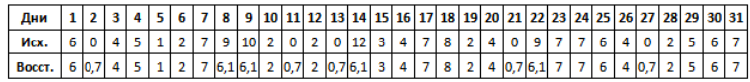 Дни 1 2 3 4 5 6 7 8 9 10 11 12 13 14 15 16 17 18 19 20 21 22 23 24 25 26 27 28 29 30 31
Исх. 6 0 4 5 1 2 7 9 10 2 0 2 0 12 3 4 7 8 2 4 0 9 7 7 6 4 0 2 5 6 7
Восст. 6 0,7 4 5 1 2 7 6,1 6,1 2 0,7 2 0,7 6,1 3 4 7 8 2 4 0,7 6,1 7 7 6 4 0,7 2 5 6 7